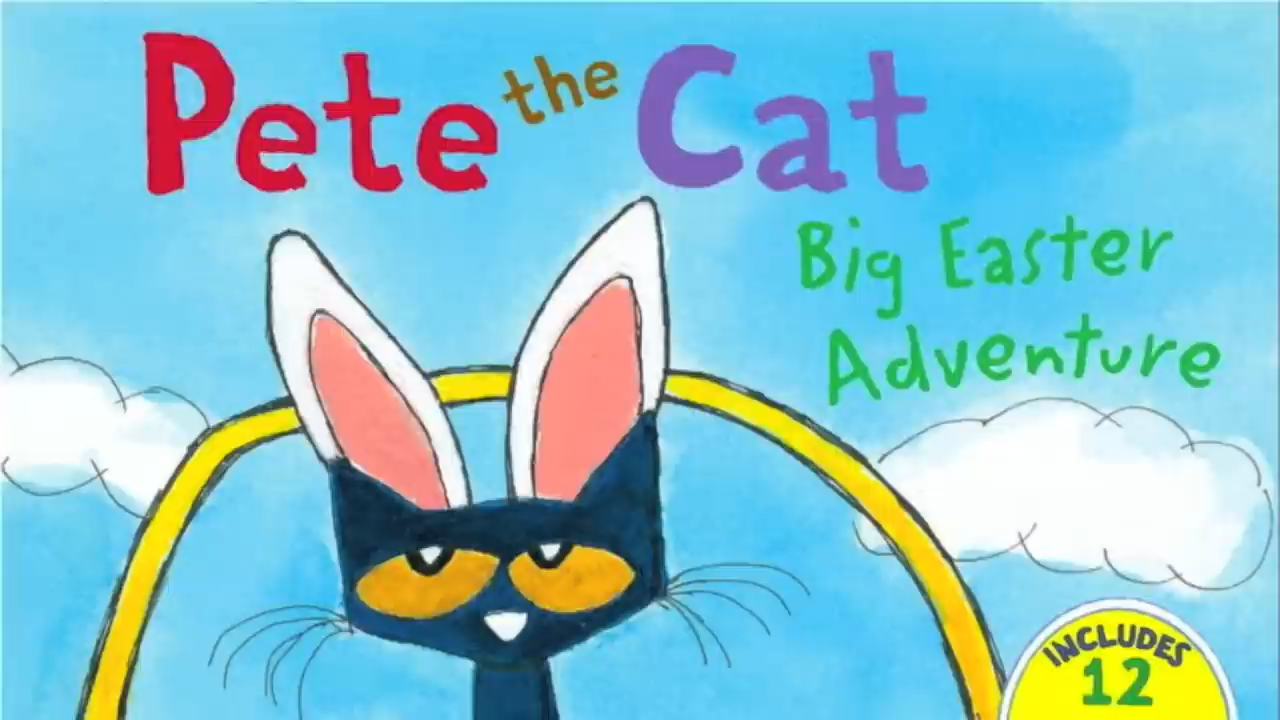 Pete the Cat
Big Easter
Adventure
INCLUDES
12